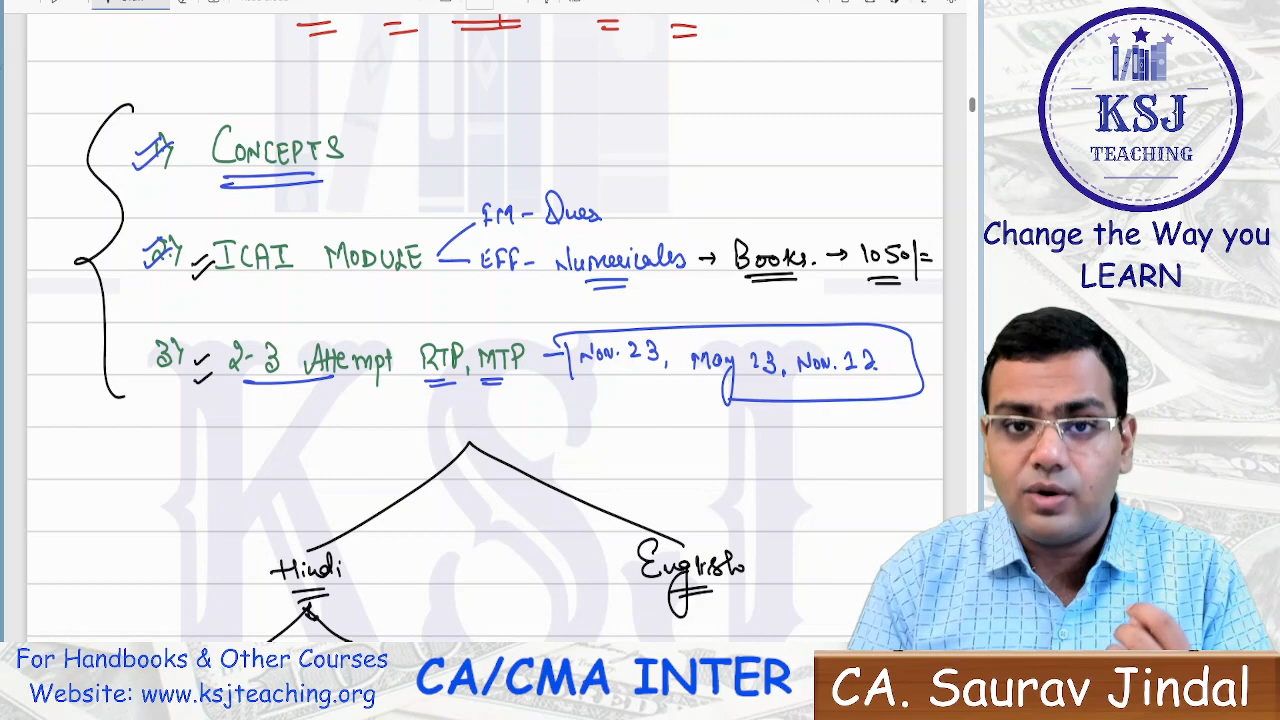 1) CONCEPTS
FM - Ques
2) ICAI MODULE EFF - Numericales → Books. → 1050/=
3) 2-3 Attempt RTP, MTP - Nov. 23, May 23, Nov. 22
Hindi English
KSJ
TEACHING
Change the Way you
LEARN
For Handbooks & Other Courses
Website: www.ksjteaching.org
CA/CMA INTER
CA. Saurav Jindal